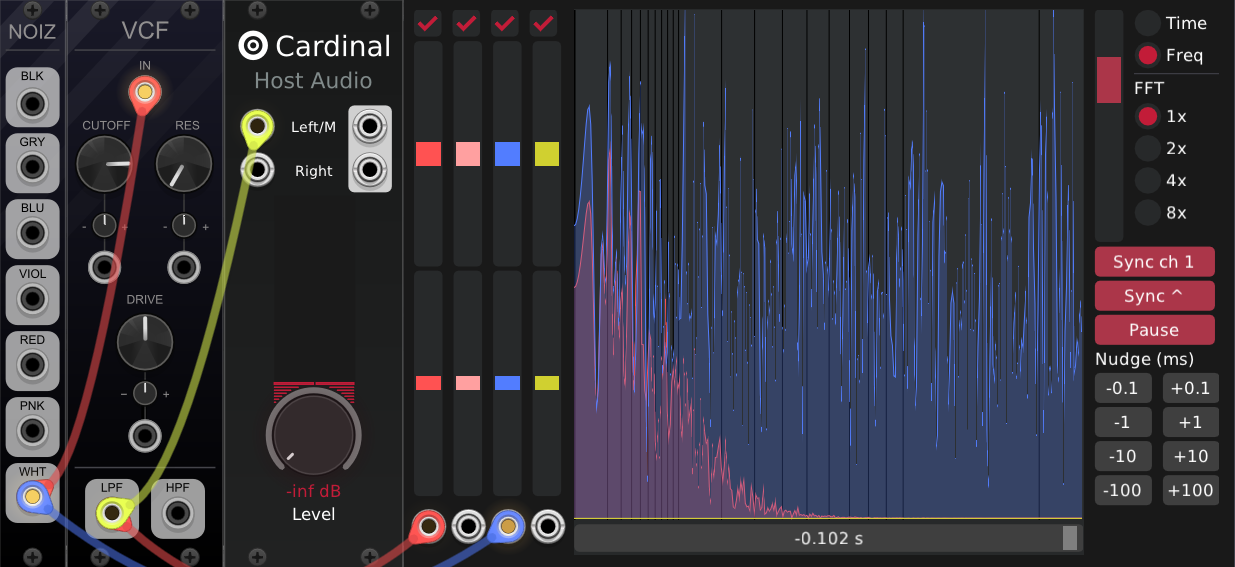 NOIZ
BLK
GRY
BLU
VIOL
RED
PNK
WHT
VCF
IN
CUTOFF
RES
- +
- +
DRIVE
- +
LPF
HPF
Cardinal
Host Audio
Left/M
Right
-inf dB
Level
-0.102 s
Time
Freq
FFT
1x
2x
4x
8x
Sync ch 1
Sync ^
Pause
Nudge (ms)
-0.1 +0.1
-1 +1
-10 +10
-100 +100